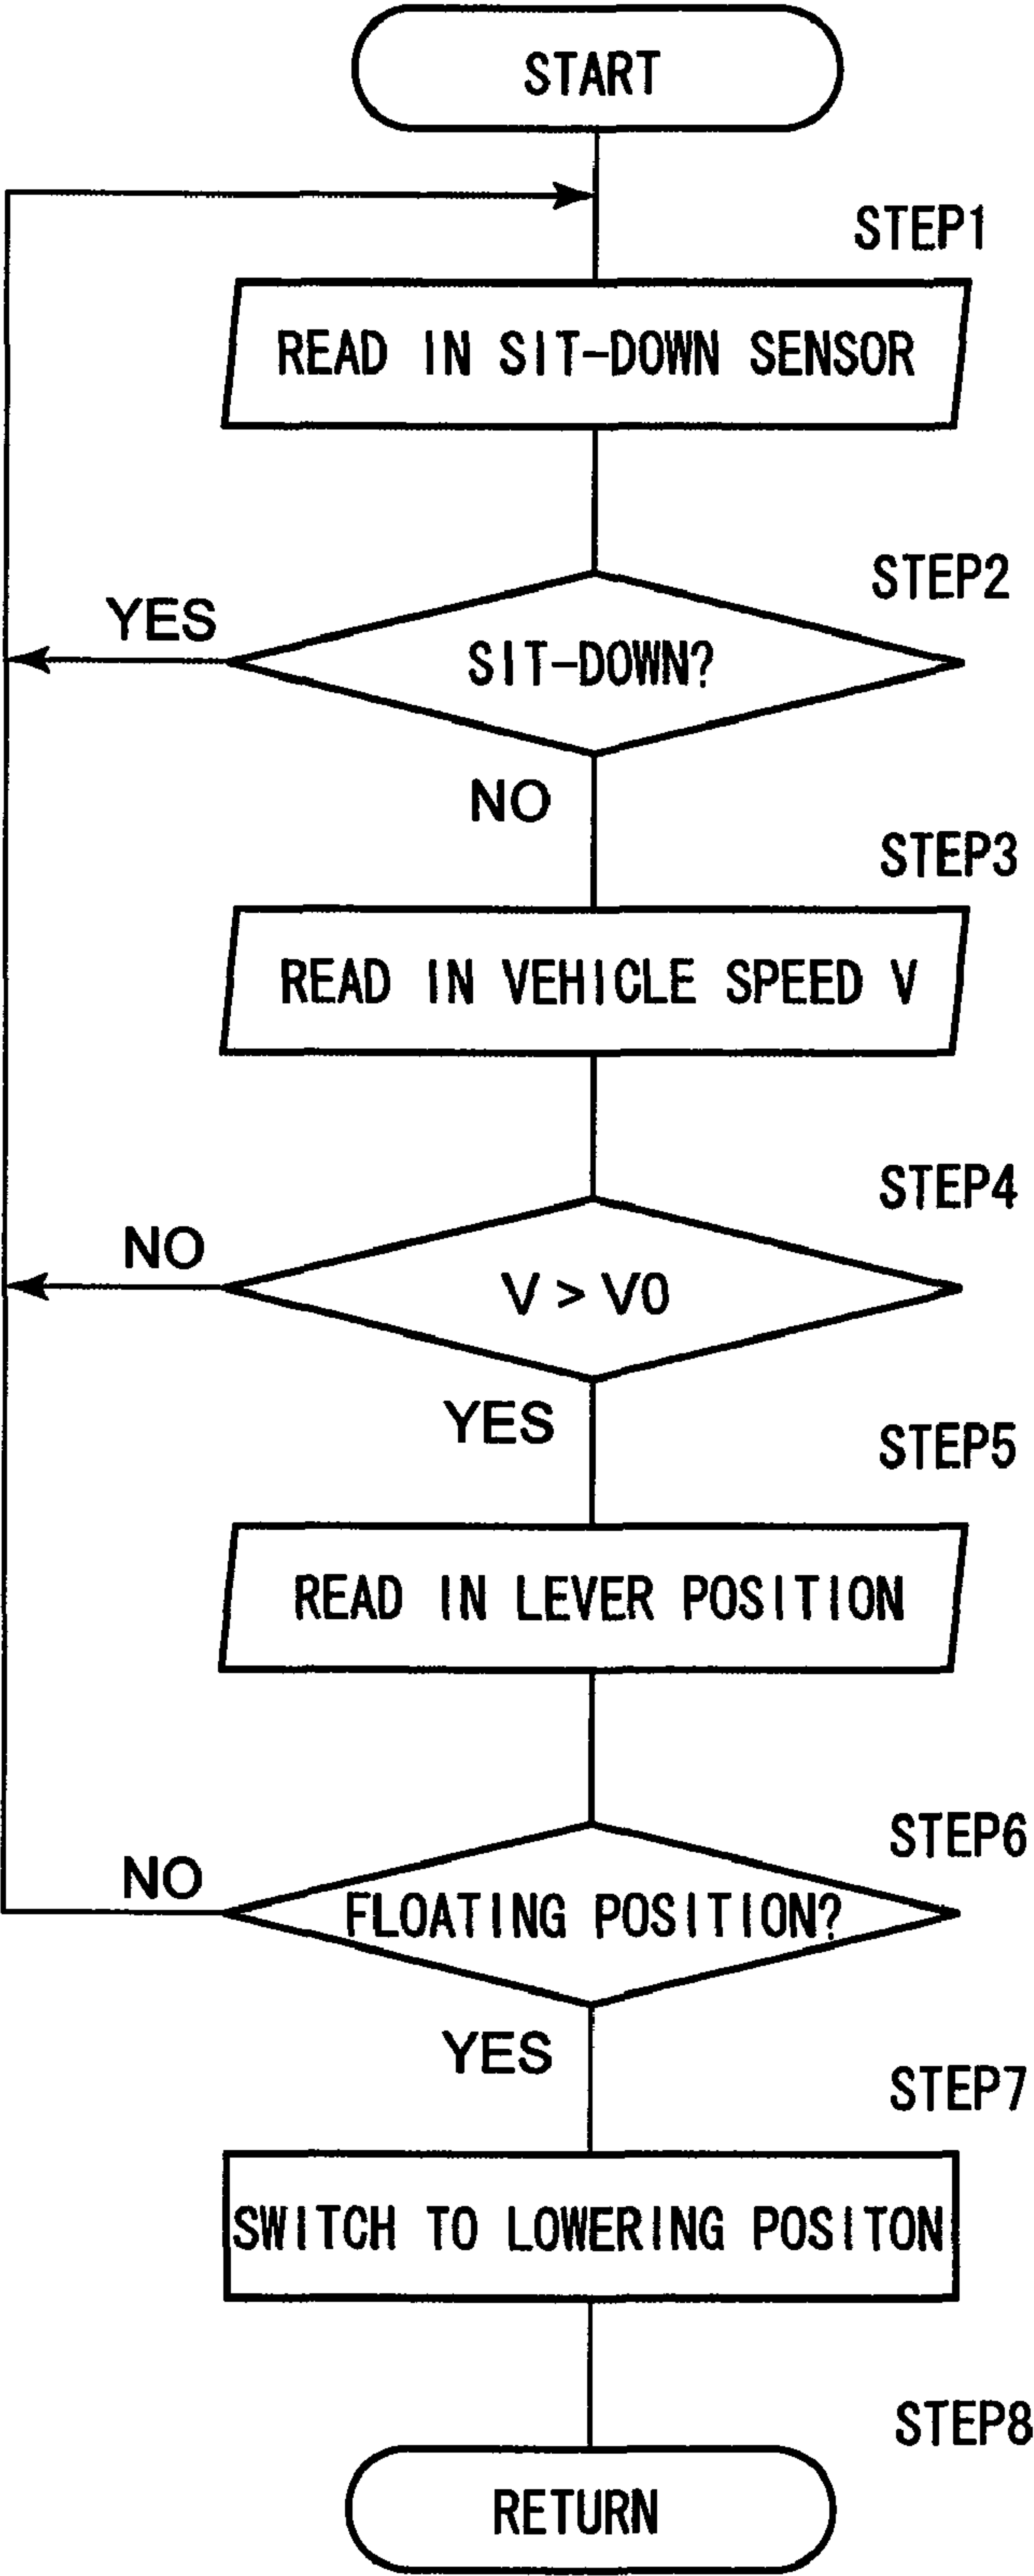 START
STEP1
READ IN SIT-DOWN SENSOR
STEP2
YES
SIT-DOWN?
NO
STEP3
READ IN VEHICLE SPEED V
STEP4
NO
V > V0
YES
STEP5
READ IN LEVER POSITION
STEP6
NO
FLOATING POSITION?
YES
STEP7
SWITCH TO LOWERING POSITON
STEP8
RETURN